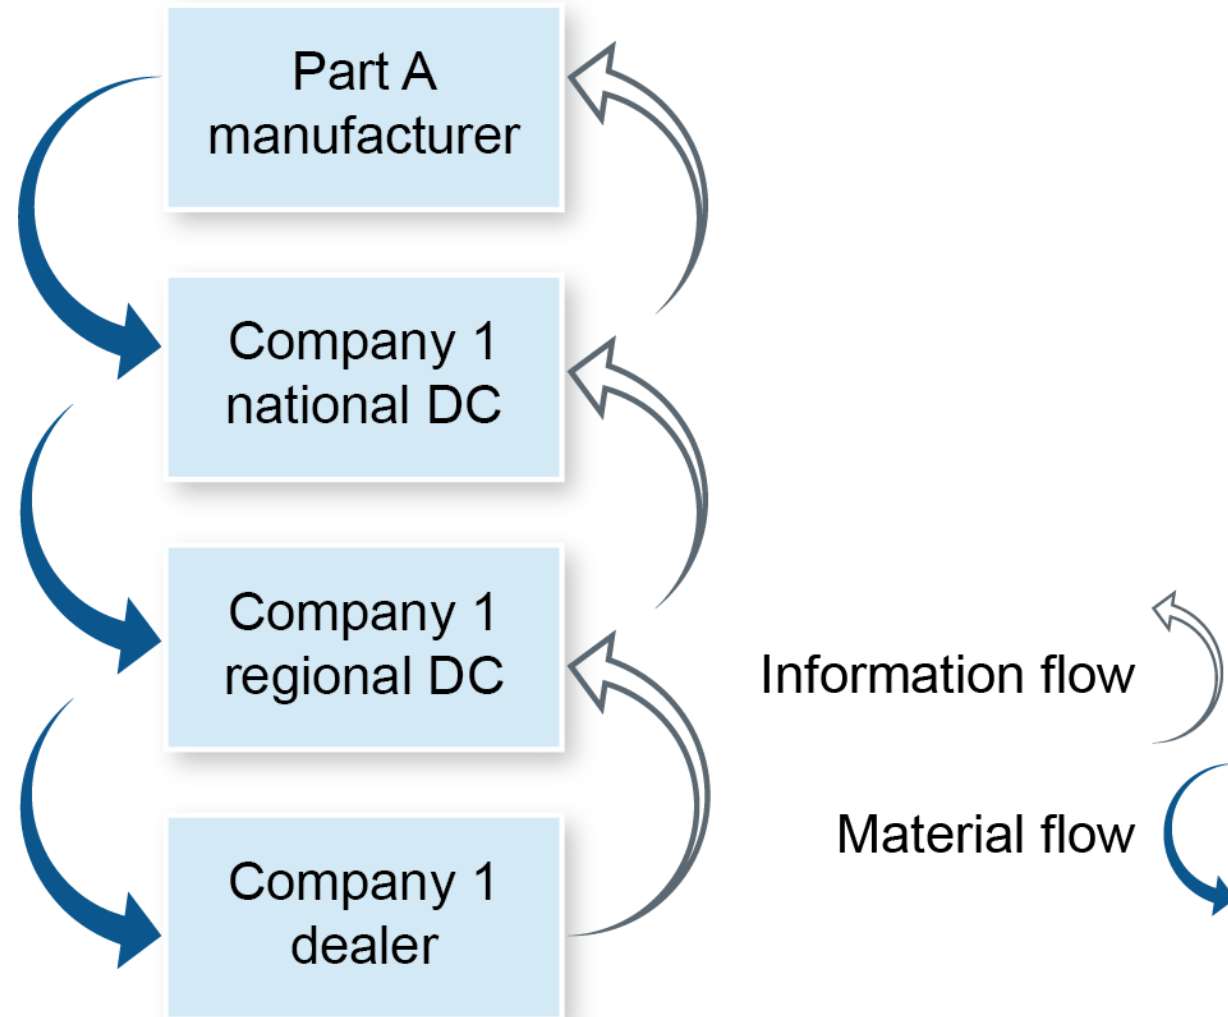 Part A
manufacturer
Company 1
national DC
Company 1
regional DC
Information flow
Material flow
Company 1
dealer